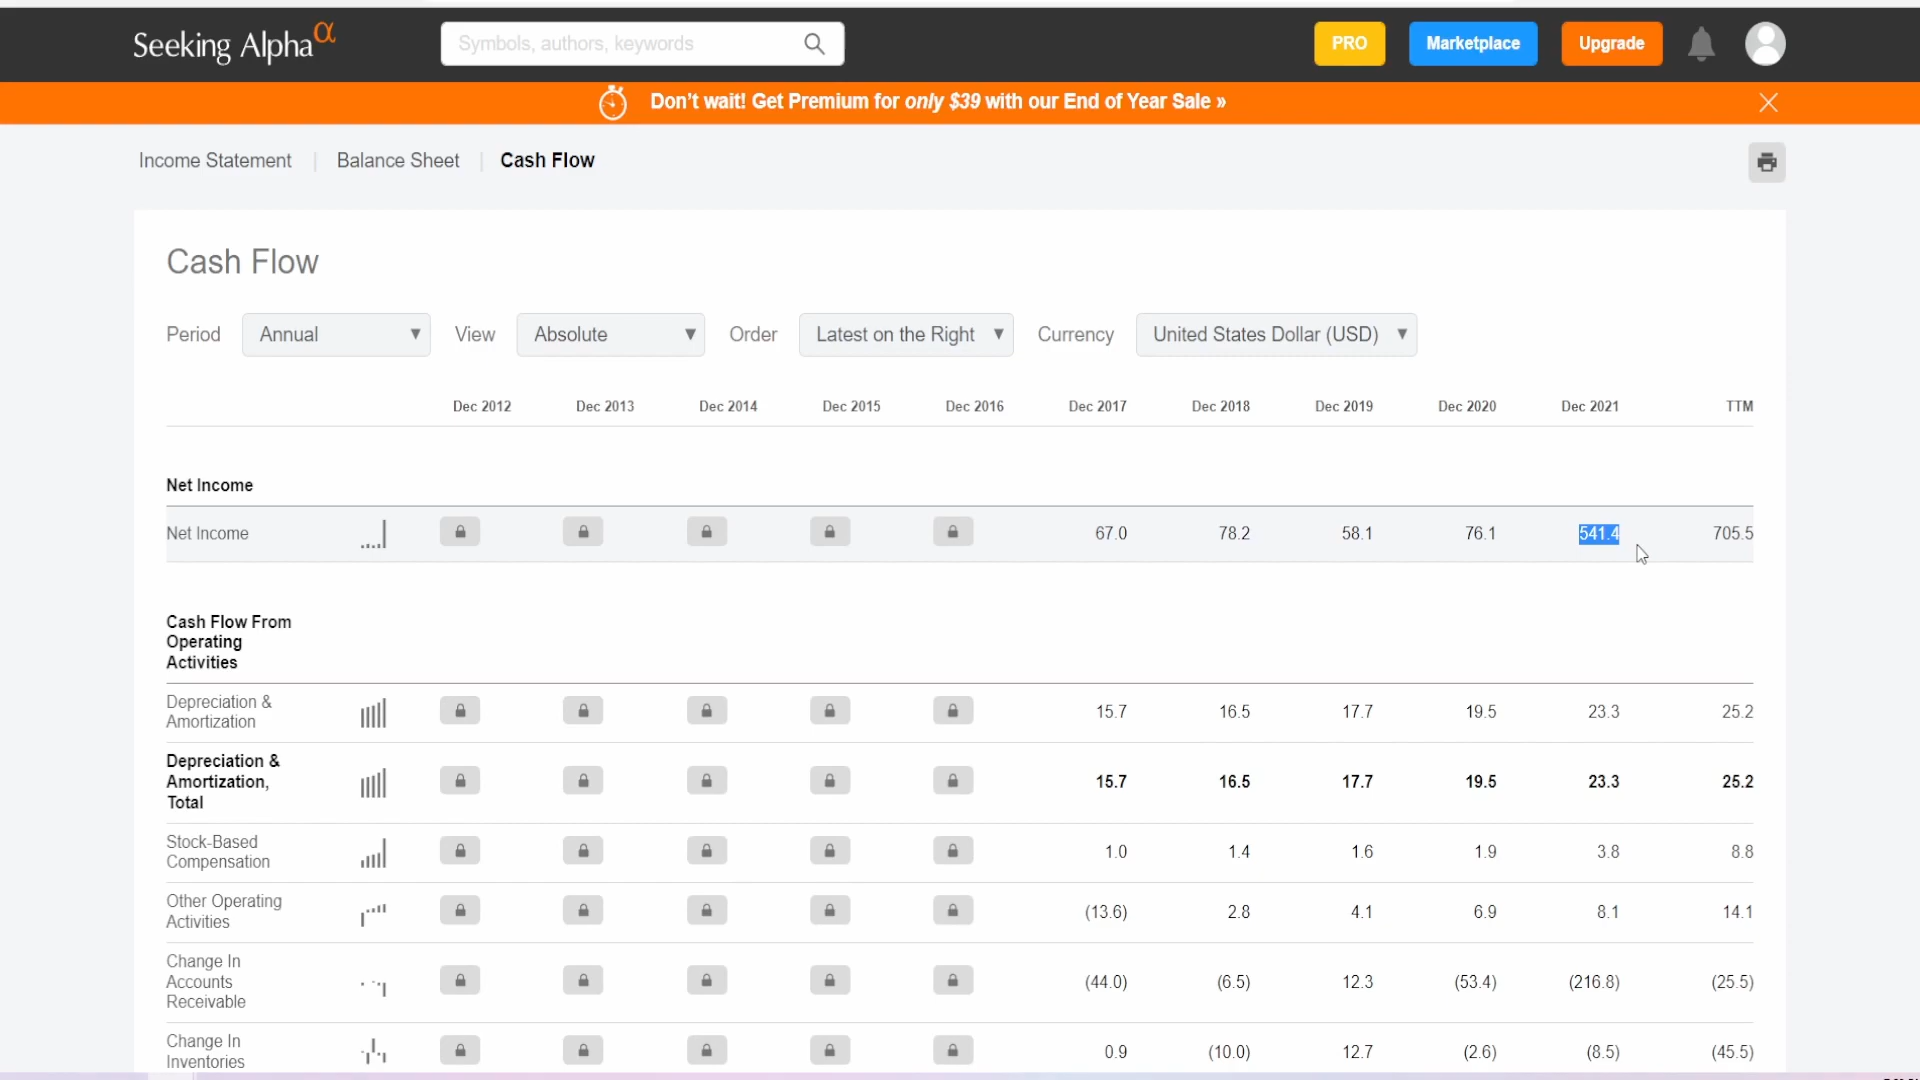 Seeking Alpha α
Symbols, authors, keywords
PRO
Marketplace
Upgrade
Don't wait! Get Premium for only $39 with our End of Year Sale »
Income Statement | Balance Sheet | Cash Flow
Cash Flow
Period Annual ▼ View Absolute ▼ Order Latest on the Right ▼ Currency United States Dollar (USD) ▼
Dec 2012 Dec 2013 Dec 2014 Dec 2015 Dec 2016 Dec 2017 Dec 2018 Dec 2019 Dec 2020 Dec 2021 TTM
Net Income
Net Income 67.0 78.2 58.1 76.1 541.4 705.5
Cash Flow From
Operating
Activities
Depreciation &
Amortization 15.7 16.5 17.7 19.5 23.3 25.2
Depreciation &
Amortization, 15.7 16.5 17.7 19.5 23.3 25.2
Total
Stock-Based
Compensation 1.0 1.4 1.6 1.9 3.8 8.8
Other Operating
Activities (13.6) 2.8 4.1 6.9 8.1 14.1
Change In
Accounts (44.0) (6.5) 12.3 (53.4) (216.8) (25.5)
Receivable
Change In
Inventories 0.9 (10.0) 12.7 (2.6) (8.5) (45.5)